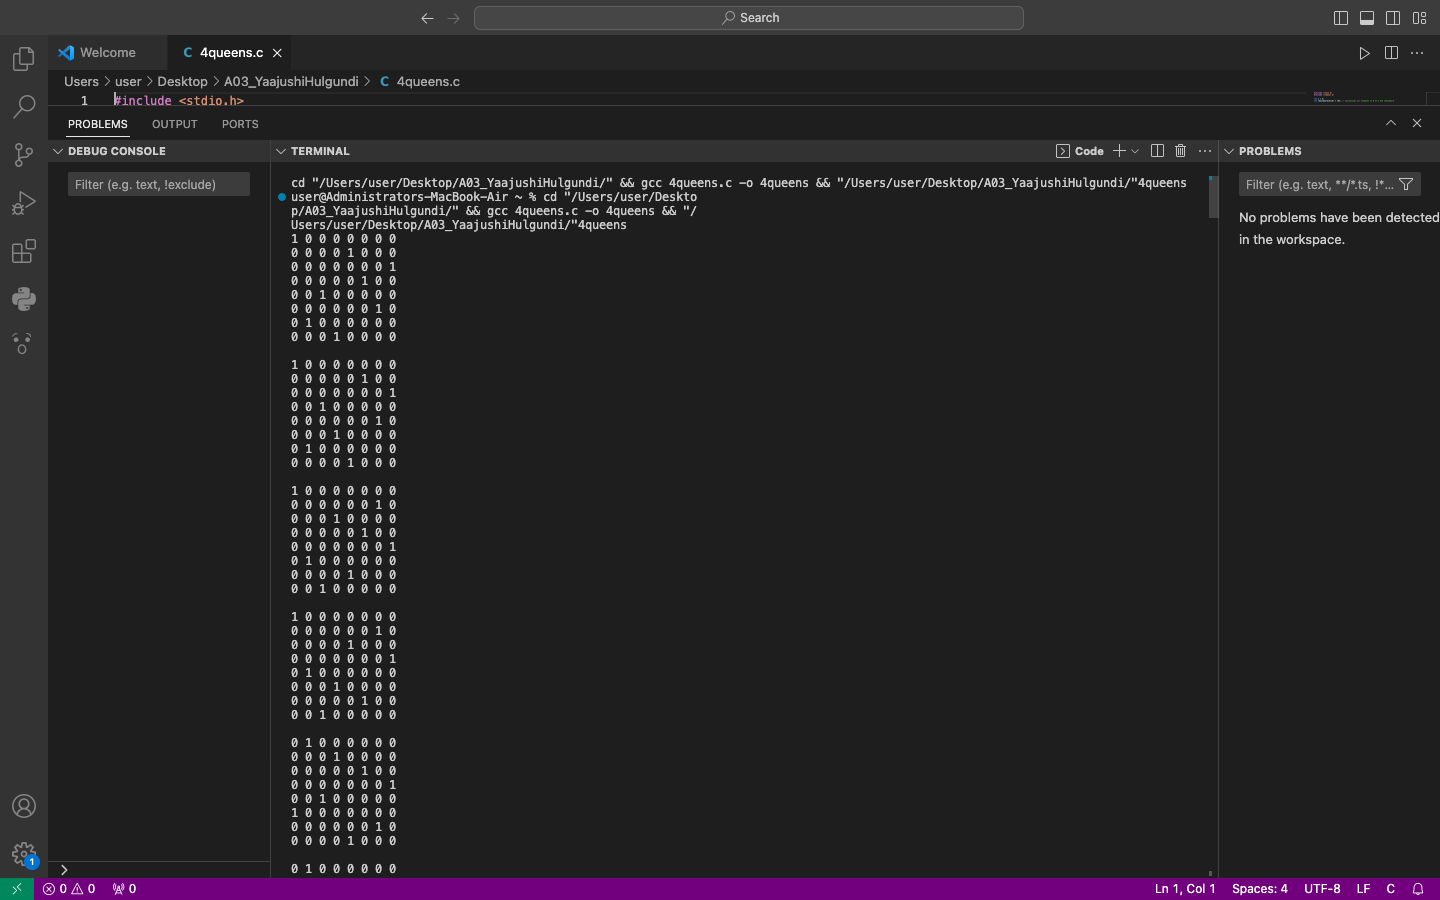 Search
Welcome
C 4queens.c
Users > user > Desktop > A03_YaajushiHulgundi > C 4queens.c
1 #include <stdio.h>
PROBLEMS OUTPUT PORTS
DEBUG CONSOLE
Filter (e.g. text, !exclude)
TERMINAL
Code
cd "/Users/user/Desktop/A03_YaajushiHulgundi/" && gcc 4queens.c -o 4queens && "/Users/user/Desktop/A03_YaajushiHulgundi/"4queens
user@Administrators-MacBook-Air ~ % cd "/Users/user/Deskto
p/A03_YaajushiHulgundi/" && gcc 4queens.c -o 4queens && "/
Users/user/Desktop/A03_YaajushiHulgundi/"4queens
1 0 0 0 0 0 0 0
0 0 0 0 1 0 0 0
0 0 0 0 0 0 0 1
0 0 0 0 0 1 0 0
0 0 1 0 0 0 0 0
0 0 0 0 0 0 1 0
0 1 0 0 0 0 0 0
0 0 0 1 0 0 0 0
1 0 0 0 0 0 0 0
0 0 0 0 0 1 0 0
0 0 0 0 0 0 0 1
0 0 1 0 0 0 0 0
0 0 0 0 0 0 1 0
0 0 0 1 0 0 0 0
0 1 0 0 0 0 0 0
0 0 0 0 1 0 0 0
1 0 0 0 0 0 0 0
0 0 0 0 0 0 1 0
0 0 0 1 0 0 0 0
0 0 0 0 0 1 0 0
0 0 0 0 0 0 0 1
0 1 0 0 0 0 0 0
0 0 0 0 1 0 0 0
0 0 1 0 0 0 0 0
1 0 0 0 0 0 0 0
0 0 0 0 0 0 1 0
0 0 0 0 1 0 0 0
0 0 0 0 0 0 0 1
0 1 0 0 0 0 0 0
0 0 0 1 0 0 0 0
0 0 0 0 0 1 0 0
0 0 1 0 0 0 0 0
0 1 0 0 0 0 0 0
0 0 0 1 0 0 0 0
0 0 0 0 0 1 0 0
0 0 0 0 0 0 0 1
0 0 1 0 0 0 0 0
1 0 0 0 0 0 0 0
0 0 0 0 0 0 1 0
0 0 0 0 1 0 0 0
0 1 0 0 0 0 0 0
PROBLEMS
Filter (e.g. text, **/*.ts, !*...
No problems have been detected
in the workspace.
1
0 0 0 Ln 1, Col 1 Spaces: 4 UTF-8 LF C